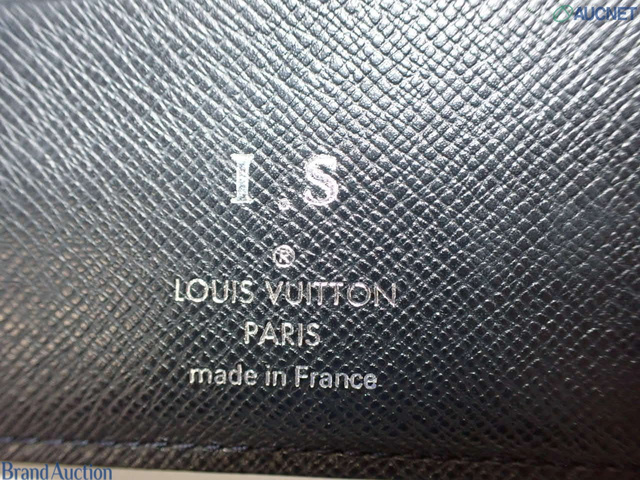 AUCNET
I.S
®
LOUIS VUITTON
PARIS
made in France
Brand Auction